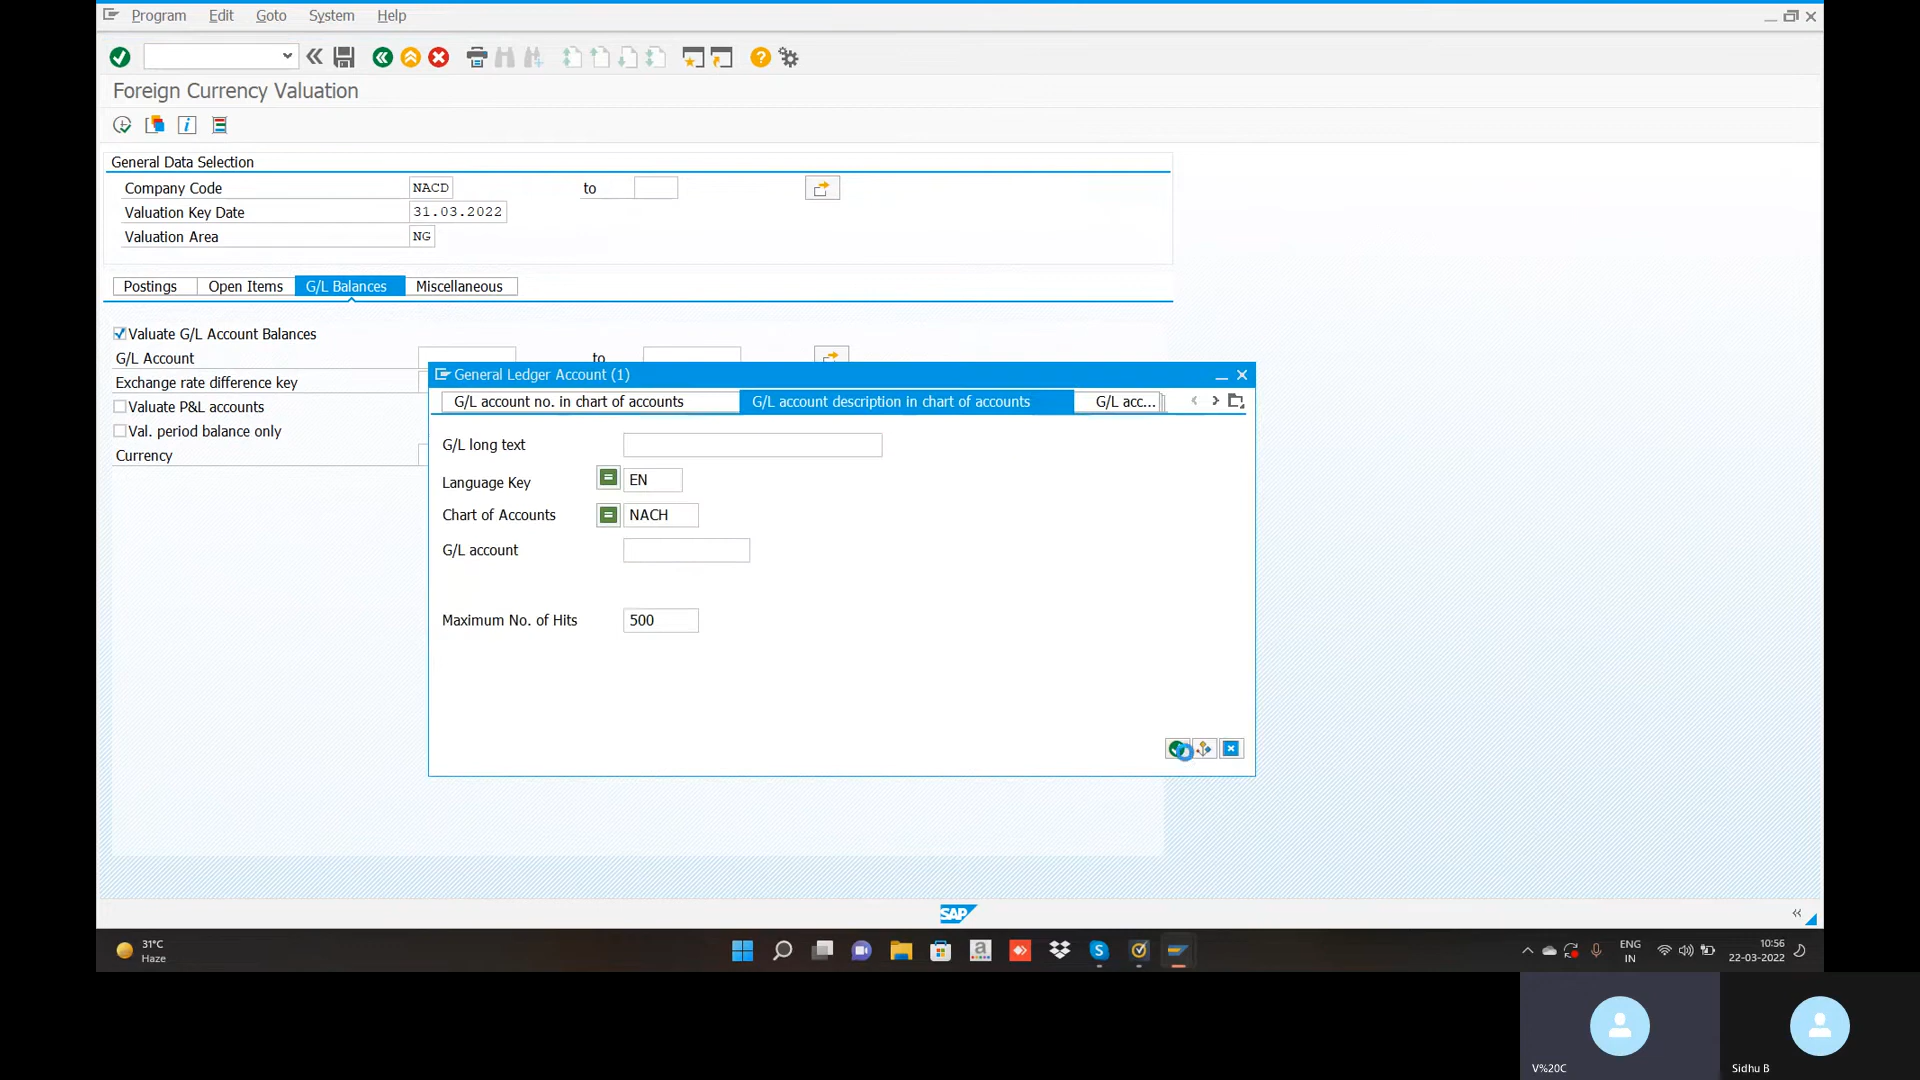 Program Edit Goto System Help
Foreign Currency Valuation
General Data Selection
Company Code NACD to
Valuation Key Date 31.03.2022
Valuation Area NG
Postings Open Items G/L Balances Miscellaneous
Valuate G/L Account Balances
G/L Account to
Exchange rate difference key
Valuate P&L accounts
Val. period balance only
Currency
General Ledger Account (1)
G/L account no. in chart of accounts G/L account description in chart of accounts G/L acc...
G/L long text
Language Key = EN
Chart of Accounts = NACH
G/L account
Maximum No. of Hits 500
SAP
31°C
Haze
ENG
IN
10:56
22-03-2022
V%20C
Sidhu B